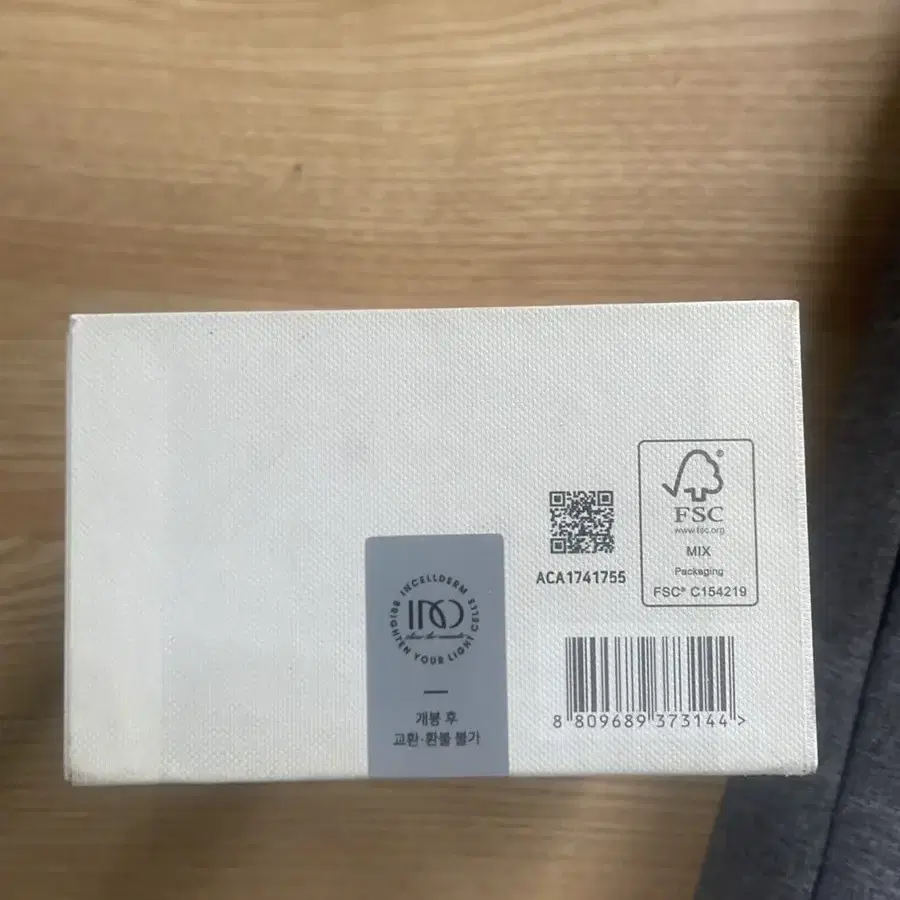 FSC
www.fsc.org
MIX
Packaging
FSC® C154219
ACA1741755
INCELLDERM
BRIGHTEN YOUR LIGHT CELLS
개봉 후
교환·환불 불가
8 809689 373144 >